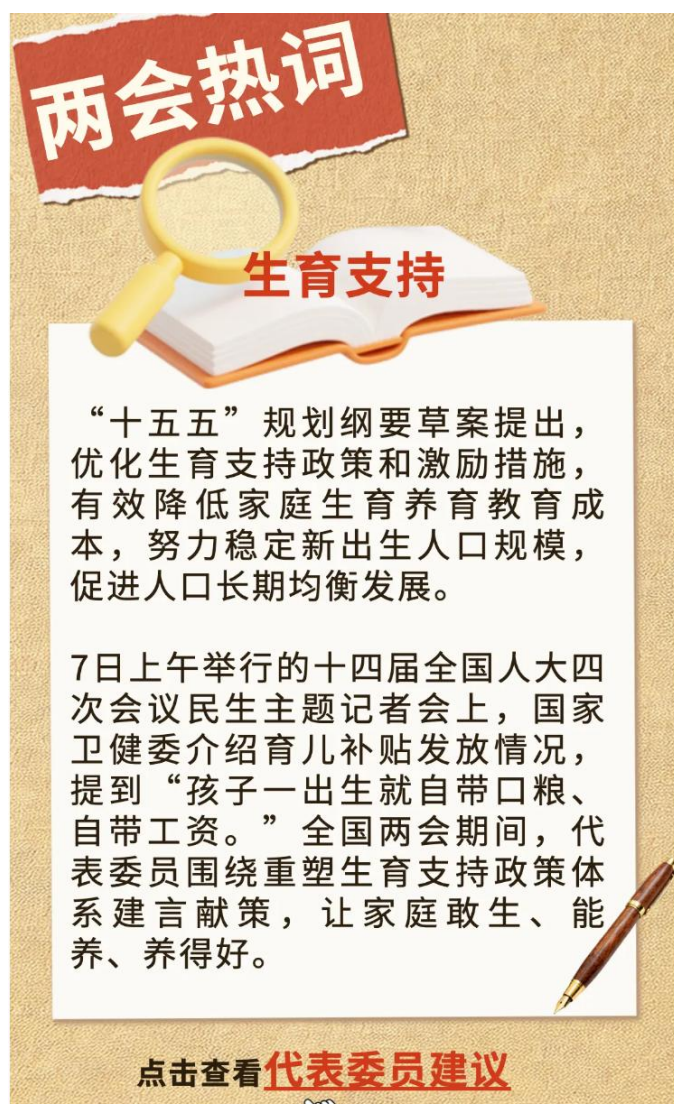 两会热词
生育支持
“十五五”规划纲要草案提出，
优化生育支持政策和激励措施，
有效降低家庭生育养育教育成
本，努力稳定新出生人口规模，
促进人口长期均衡发展。
7日上午举行的十四届全国人大四
次会议民生主题记者会上，国家
卫健委介绍育儿补贴发放情况，
提到“孩子一出生就自带口粮、
自带工资。”全国两会期间，代
表委员围绕重塑生育支持政策体
系建言献策，让家庭敢生、能
养、养得好。
点击查看代表委员建议